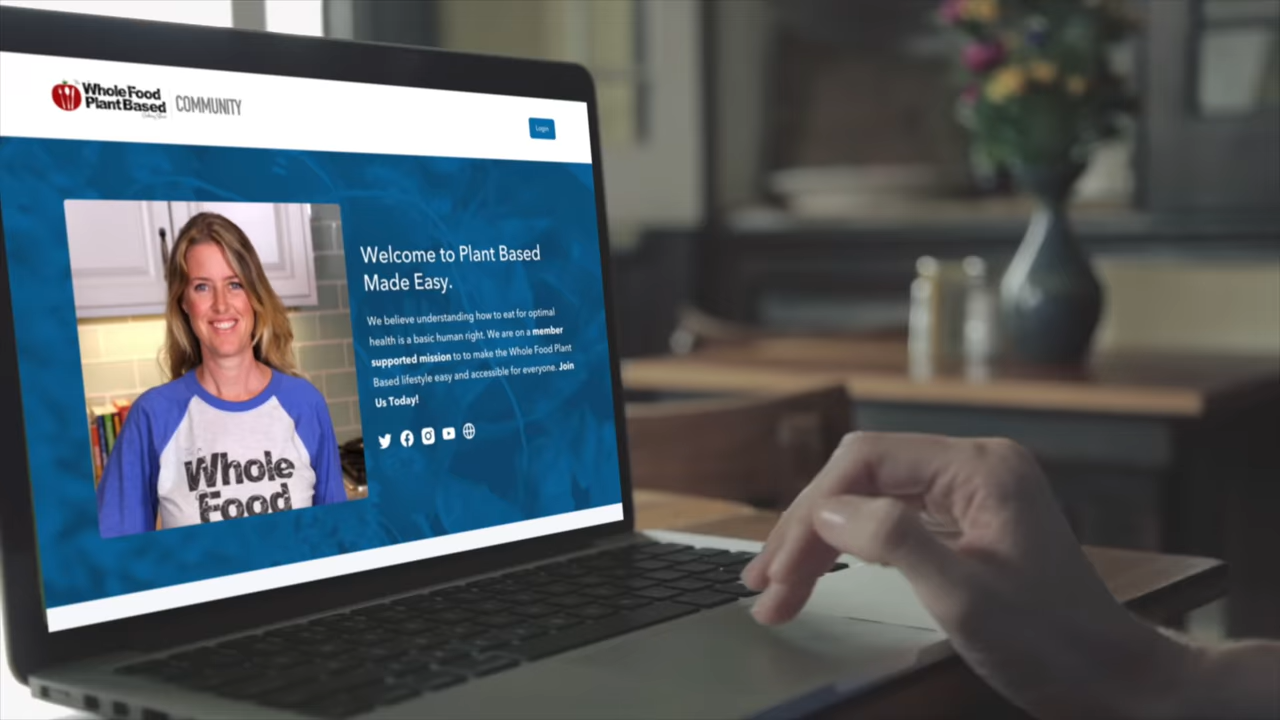 Whole Food
Plant Based
COMMUNITY
Login
Welcome to Plant Based
Made Easy.
We believe understanding how to eat for optimal
health is a basic human right. We are on a member
supported mission to to make the Whole Food Plant
Based lifestyle easy and accessible for everyone. Join
Us Today!
Whole
Food